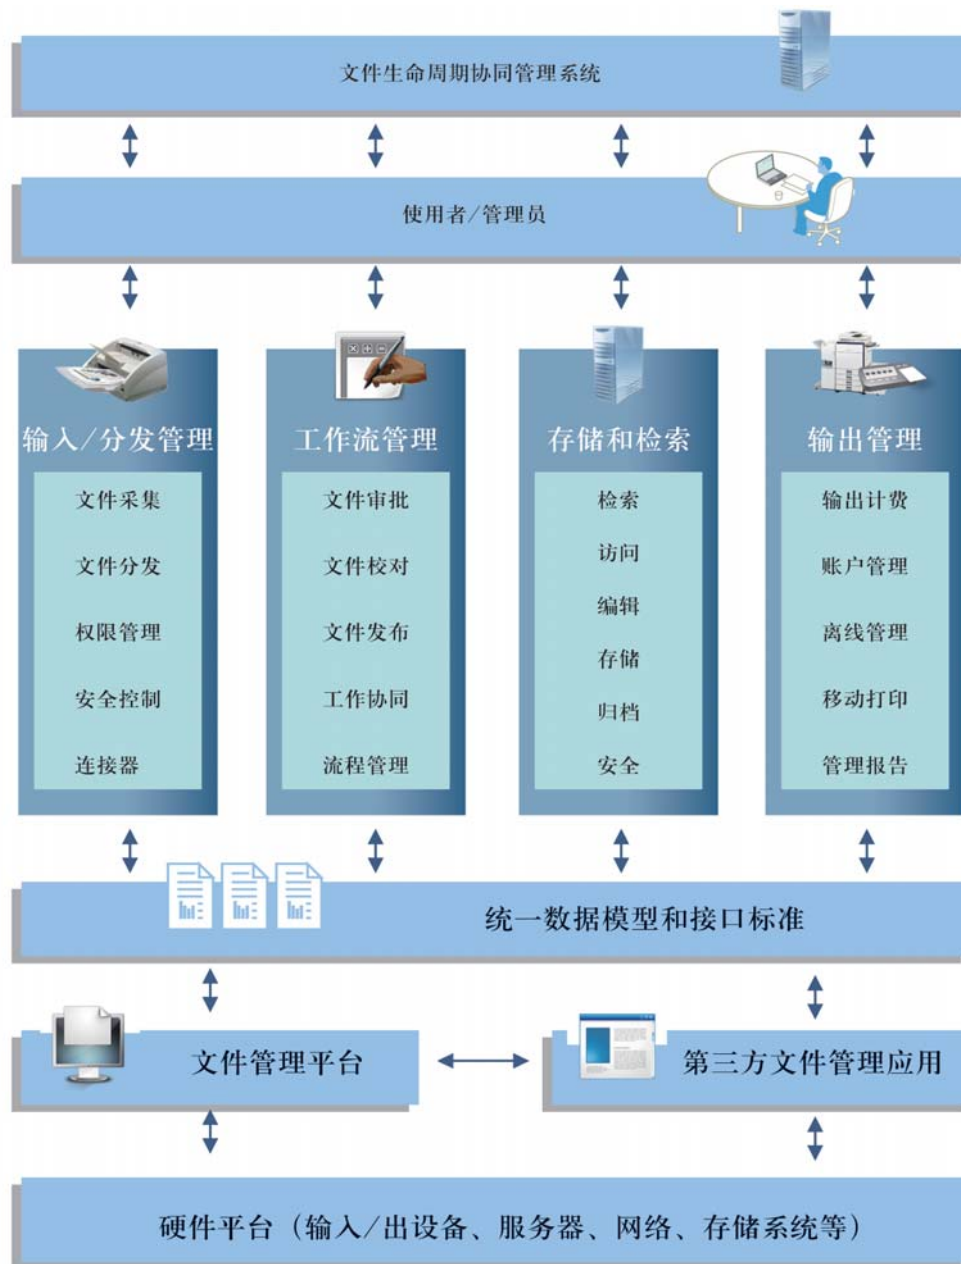 文件生命周期协同管理系统
使用者/管理员
输入/分发管理
文件采集
文件分发
权限管理
安全控制
连接器
工作流管理
文件审批
文件校对
文件发布
工作协同
流程管理
存储和检索
检索
访问
编辑
存储
归档
安全
输出管理
输出计费
账户管理
离线管理
移动打印
管理报告
统一数据模型和接口标准
文件管理平台
第三方文件管理应用
硬件平台（输入/出设备、服务器、网络、存储系统等）